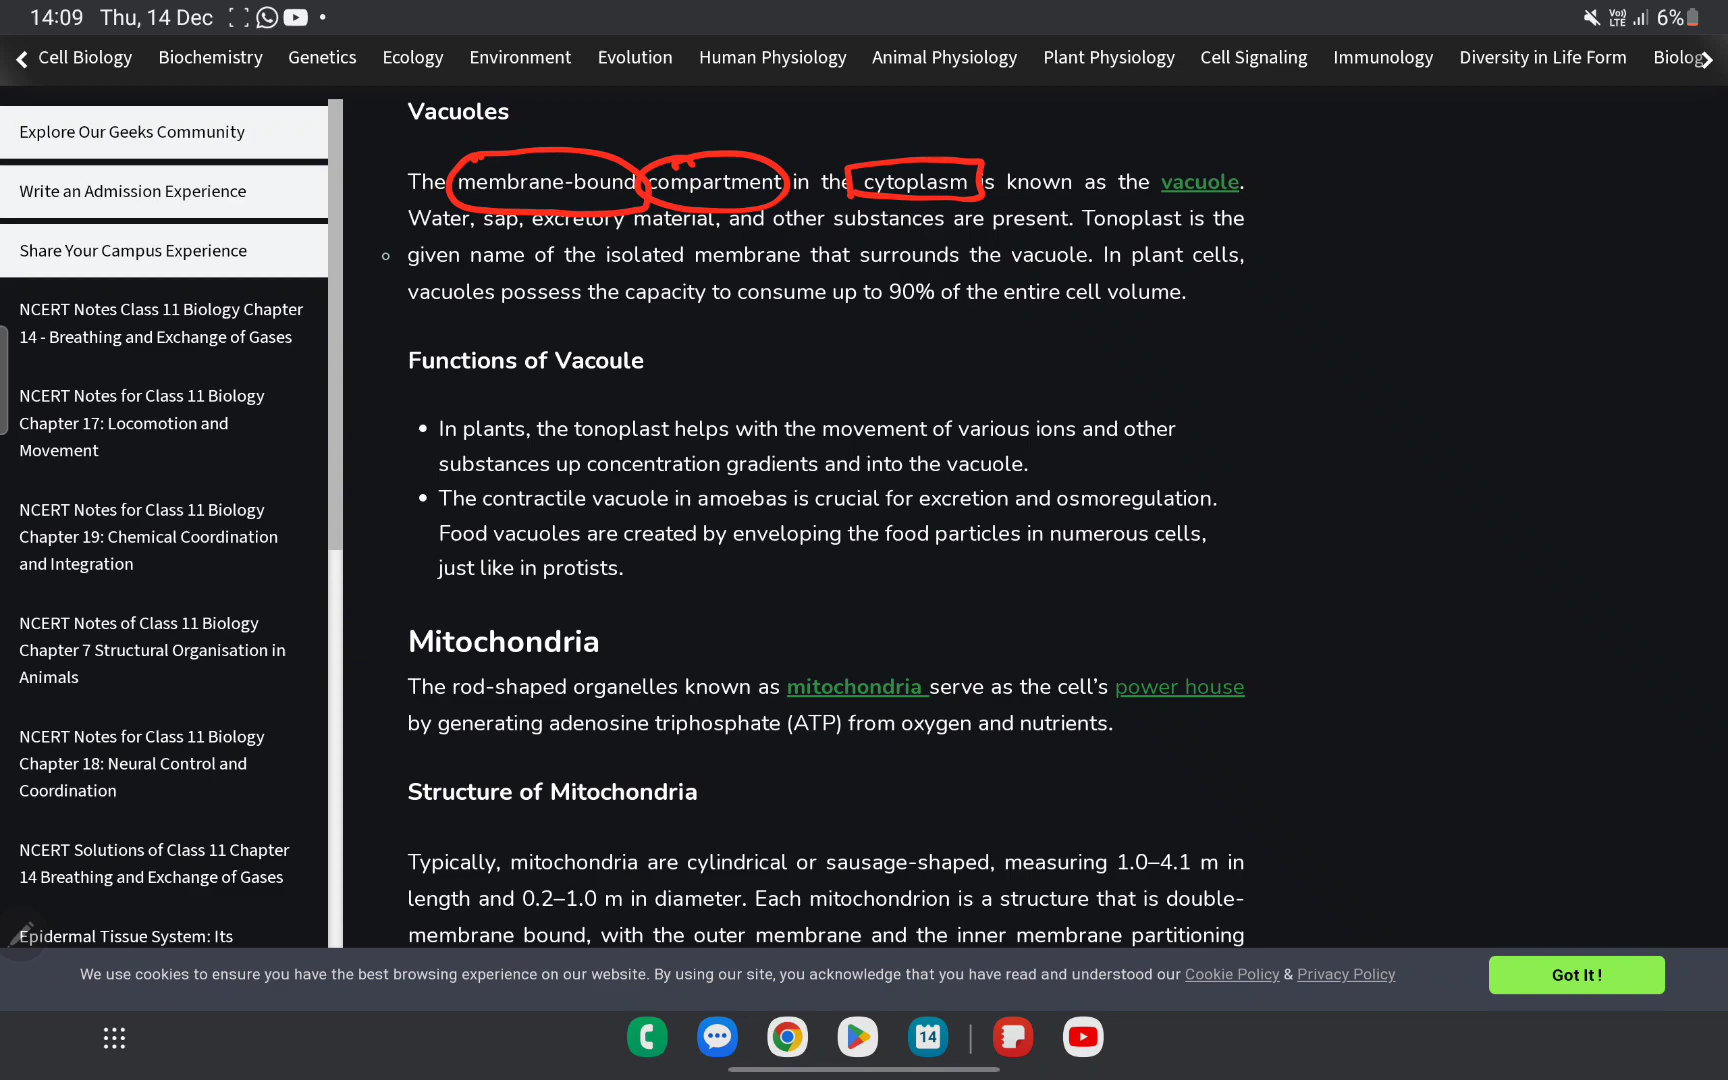 14:09 Thu, 14 Dec
Vo)) LTE 6%
Cell Biology Biochemistry Genetics Ecology Environment Evolution Human Physiology Animal Physiology Plant Physiology Cell Signaling Immunology Diversity in Life Form Biolog
Explore Our Geeks Community
Write an Admission Experience
Share Your Campus Experience
NCERT Notes Class 11 Biology Chapter
14 - Breathing and Exchange of Gases
NCERT Notes for Class 11 Biology
Chapter 17: Locomotion and
Movement
NCERT Notes for Class 11 Biology
Chapter 19: Chemical Coordination
and Integration
NCERT Notes of Class 11 Biology
Chapter 7 Structural Organisation in
Animals
NCERT Notes for Class 11 Biology
Chapter 18: Neural Control and
Coordination
NCERT Solutions of Class 11 Chapter
14 Breathing and Exchange of Gases
Epidermal Tissue System: Its
Vacuoles
The membrane-bound compartment in the cytoplasm is known as the vacuole.
Water, sap, excretory material, and other substances are present. Tonoplast is the
given name of the isolated membrane that surrounds the vacuole. In plant cells,
vacuoles possess the capacity to consume up to 90% of the entire cell volume.
Functions of Vacoule
• In plants, the tonoplast helps with the movement of various ions and other
substances up concentration gradients and into the vacuole.
• The contractile vacuole in amoebas is crucial for excretion and osmoregulation.
Food vacuoles are created by enveloping the food particles in numerous cells,
just like in protists.
Mitochondria
The rod-shaped organelles known as mitochondria serve as the cell’s power house
by generating adenosine triphosphate (ATP) from oxygen and nutrients.
Structure of Mitochondria
Typically, mitochondria are cylindrical or sausage-shaped, measuring 1.0–4.1 m in
length and 0.2–1.0 m in diameter. Each mitochondrion is a structure that is double-
membrane bound, with the outer membrane and the inner membrane partitioning
We use cookies to ensure you have the best browsing experience on our website. By using our site, you acknowledge that you have read and understood our Cookie Policy & Privacy Policy
Got It !
14